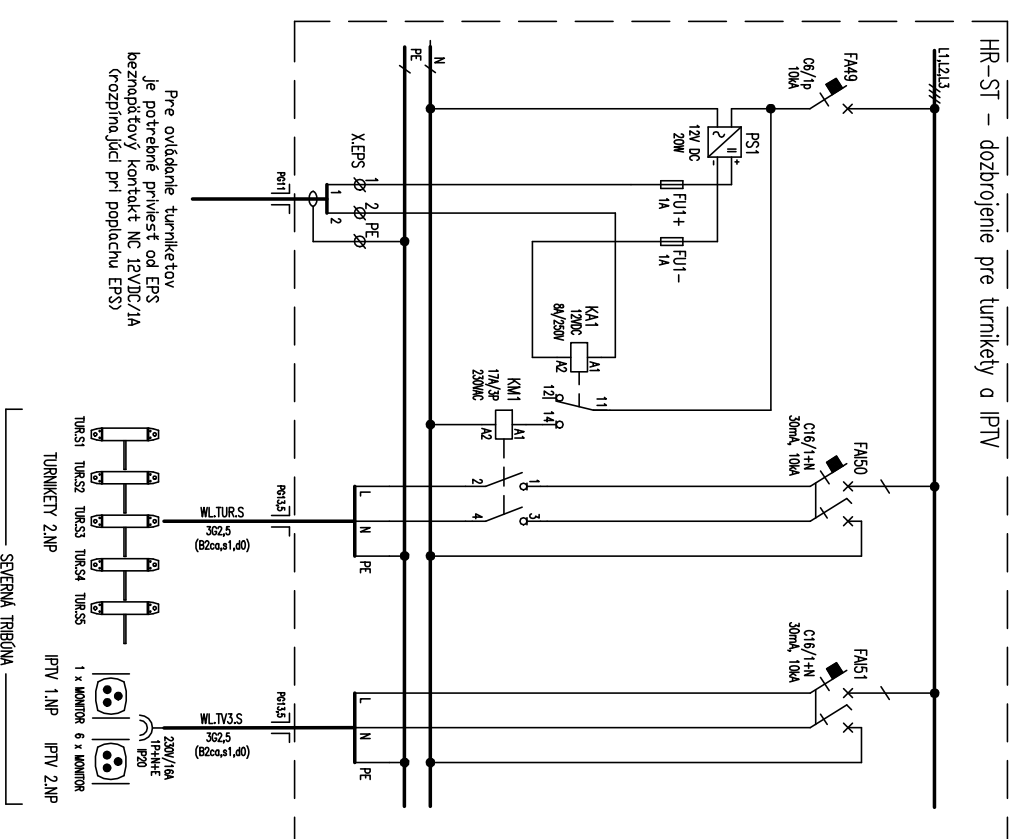 HR-ST - dozbrojenie pre turnikety a IPTV
L1,L2,L3
FA49
C6/1p
10kA
FAI50
C16/1+N
30mA, 10kA
FAI51
C16/1+N
30mA, 10kA
PS1
12V DC
20W
+
-
FU1+
1A
FU1-
1A
KA1
12VDC
8A/250V
A1
A2
11
12
14
KM1
17A/3P
230VAC
A1
A2
1
2
3
4
N
PE
X.EPS
1
2
PE
1
2
PG11
L
N
PE
PG13,5
L
N
PE
PG13,5
Pre ovládanie turniketov
je potrebné priviesť od EPS
beznapäťový kontakt NC 12VDC/1A
(rozpínajúci pri poplachu EPS)
WL.TUR.S
3G2,5
(B2ca,s1,d0)
WL.TV3.S
3G2,5
(B2ca,s1,d0)
230V/16A
1P+N+E
IP20
TUR.S1
TUR.S2
TUR.S3
TUR.S4
TUR.S5
TURNIKETY 2.NP
1 x MONITOR
6 x MONITOR
IPTV 1.NP
IPTV 2.NP
SEVERNÁ TRIBÚNA